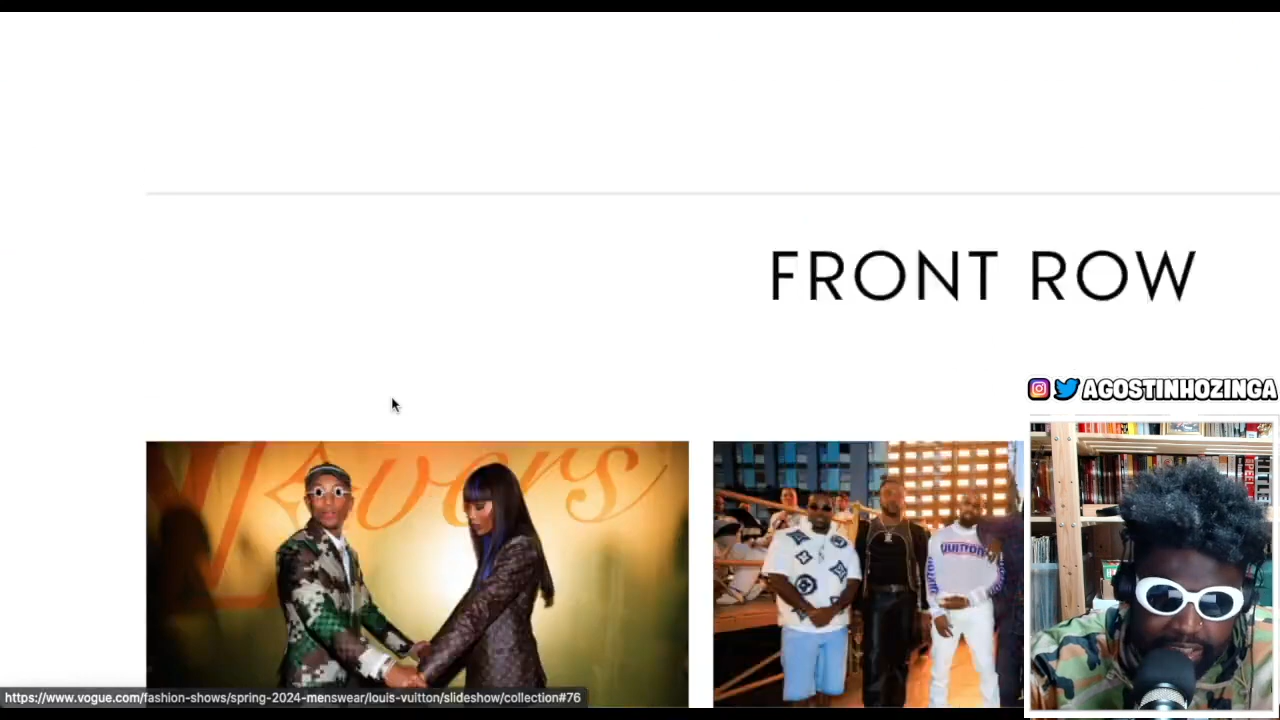 FRONT ROW
AGOSTINHOZINGA
Lovers
VUITTON
https://www.vogue.com/fashion-shows/spring-2024-menswear/louis-vuitton/slideshow/collection#76